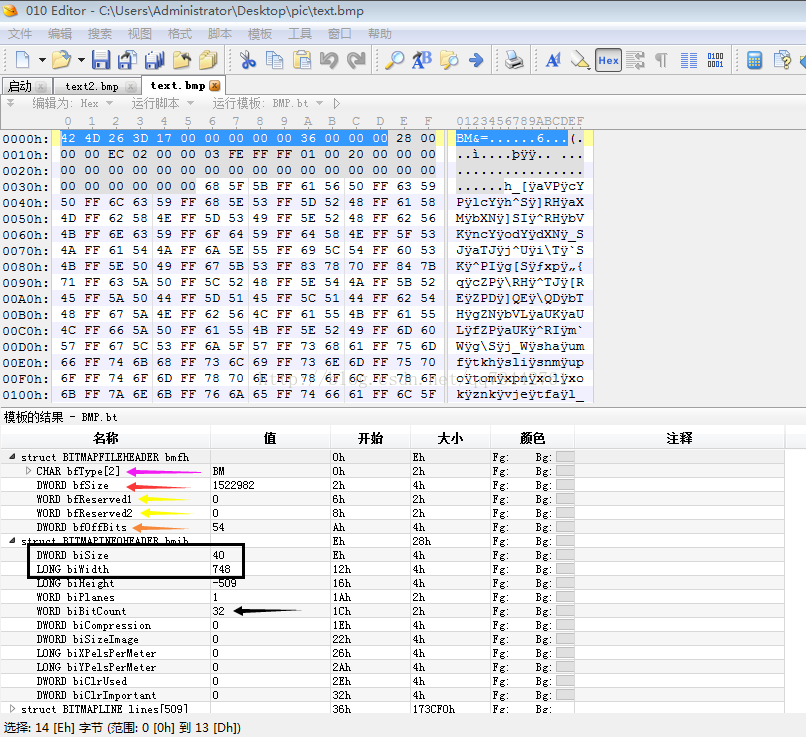 010 Editor - C:\Users\Administrator\Desktop\pic\text.bmp
文件 编辑 搜索 视图 格式 脚本 模板 工具 窗口 帮助
Hex
启动 text2.bmp text.bmp
编辑为: Hex 运行脚本 运行模板: BMP.bt
0 1 2 3 4 5 6 7 8 9 A B C D E F 0123456789ABCDEF
0000h: 42 4D 26 3D 17 00 00 00 00 00 36 00 00 00 28 00 BM&=......6...(.
0010h: 00 00 EC 02 00 00 03 FE FF FF 01 00 20 00 00 00 ..ì....þÿÿ.. ...
0020h: 00 00 00 00 00 00 00 00 00 00 00 00 00 00 00 00 ................
0030h: 00 00 00 00 00 00 68 5F 5B FF 61 56 50 FF 63 59 ......h_[ÿaVPÿcY
0040h: 50 FF 6C 63 59 FF 68 5E 53 FF 5D 52 48 FF 61 58 PÿlcYÿh^Sÿ]RHÿaX
0050h: 4D FF 62 58 4E FF 5D 53 49 FF 5E 52 48 FF 62 56 MÿbXNÿ]SIÿ^RHÿbV
0060h: 4B FF 6E 63 59 FF 6F 64 59 FF 64 58 4E FF 5F 53 KÿncYÿodYÿdXNÿ_S
0070h: 4A FF 61 54 4A FF 6A 5E 55 FF 69 5C 54 FF 60 53 JÿaTJÿj^Uÿi\Tÿ`S
0080h: 4B FF 5E 50 49 FF 67 5B 53 FF 83 78 70 FF 84 7B Kÿ^PIÿg[Sÿƒxpÿ„{
0090h: 71 FF 63 5A 50 FF 5C 52 48 FF 5E 54 4A FF 5B 52 qÿcZPÿ\RHÿ^TJÿ[R
00A0h: 45 FF 5A 50 44 FF 5D 51 45 FF 5C 51 44 FF 62 54 EÿZPDÿ]QEÿ\QDÿbT
00B0h: 48 FF 67 5A 4E FF 62 56 4C FF 61 55 4B FF 61 55 HÿgZNÿbVLÿaUKÿaU
00C0h: 4C FF 66 5A 50 FF 61 55 4B FF 5E 52 49 FF 6D 60 LÿfZPÿaUKÿ^RIÿm`
00D0h: 57 FF 67 5C 53 FF 6A 5F 57 FF 73 68 61 FF 75 6D Wÿg\Sÿj_Wÿshaÿum
00E0h: 66 FF 74 6B 68 FF 73 6C 69 FF 73 6E 6D FF 75 70 fÿtkhÿsliÿsnmÿup
00F0h: 6F FF 74 6F 6D FF 78 70 6E FF 78 6F 6C FF 78 6F oÿtomÿxpnÿxolÿxo
0100h: 6B FF 7A 6E 6B FF 76 6A 65 FF 74 66 61 FF 6C 5F kÿznkÿvjeÿtfaÿl_
模板的结果 - BMP.bt
名称 值 开始 大小 颜色 注释
struct BITMAPFILEHEADER bmfh 0h Eh Fg: Bg:
CHAR bfType[2] BM 0h 2h Fg: Bg:
DWORD bfSize 1522982 2h 4h Fg: Bg:
WORD bfReserved1 0 6h 2h Fg: Bg:
WORD bfReserved2 0 8h 2h Fg: Bg:
DWORD bfOffBits 54 Ah 4h Fg: Bg:
struct BITMAPINFOHEADER bmih Eh 28h Fg: Bg:
DWORD biSize 40 Eh 4h Fg: Bg:
LONG biWidth 748 12h 4h Fg: Bg:
LONG biHeight -509 16h 4h Fg: Bg:
WORD biPlanes 1 1Ah 2h Fg: Bg:
WORD biBitCount 32 1Ch 2h Fg: Bg:
DWORD biCompression 0 1Eh 4h Fg: Bg:
DWORD biSizeImage 0 22h 4h Fg: Bg:
LONG biXPelsPerMeter 0 26h 4h Fg: Bg:
LONG biYPelsPerMeter 0 2Ah 4h Fg: Bg:
DWORD biClrUsed 0 2Eh 4h Fg: Bg:
DWORD biClrImportant 0 32h 4h Fg: Bg:
struct BITMAPLINE lines[509] 36h 173CF0h Fg: Bg:
选择: 14 [Eh] 字节 (范围: 0 [0h] 到 13 [Dh])